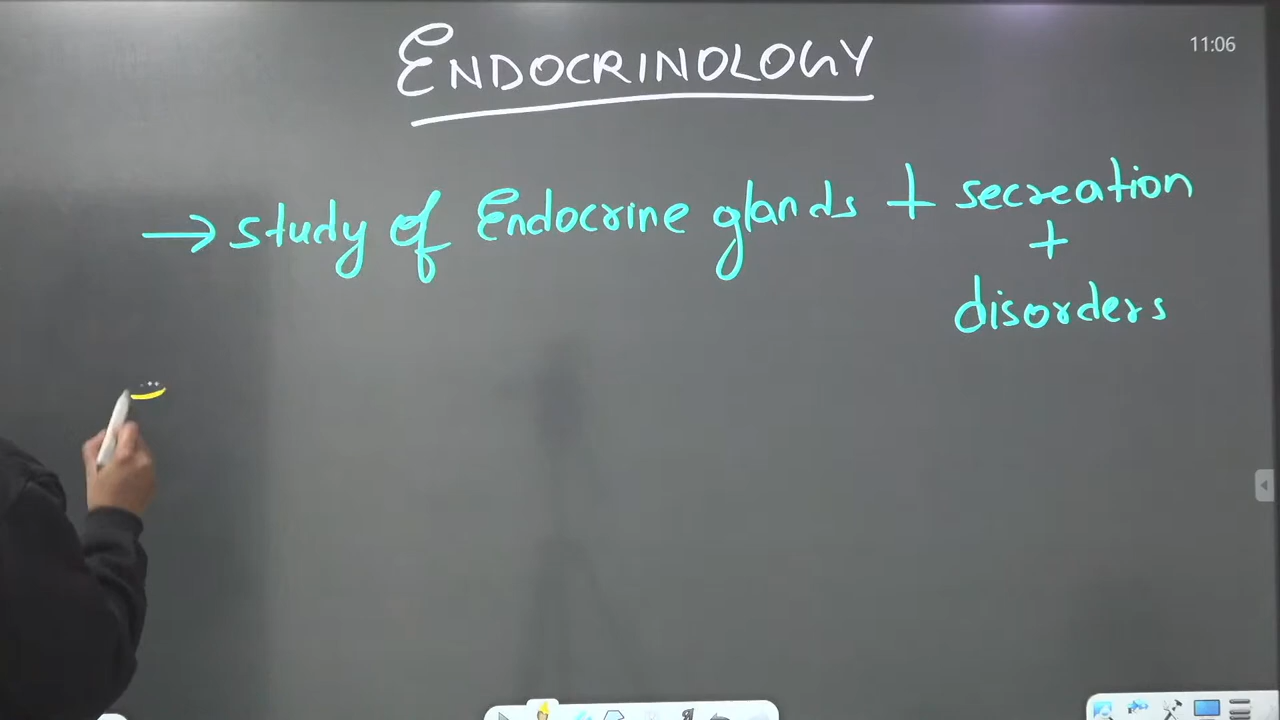 ENDOCRINOLOGY
11:06
→ study of Endocrine glands + secreation
+
disorders